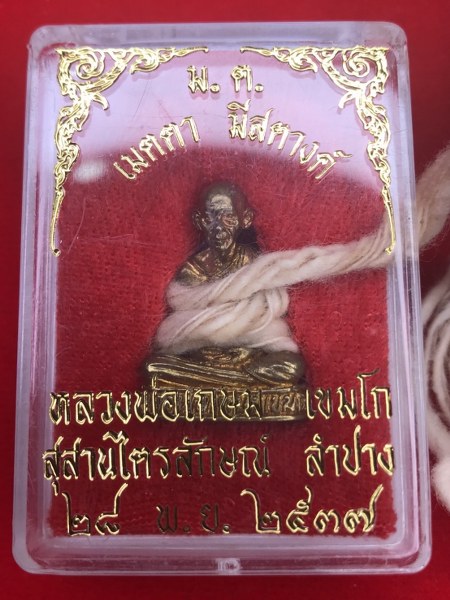 ม. ต.
เมตตา มีสตางค์
หลวงพ่อเกษม เขมโก
สุสานไตรลักษณ์ ลำปาง
๒๘ พ.ย. ๒๕๓๗